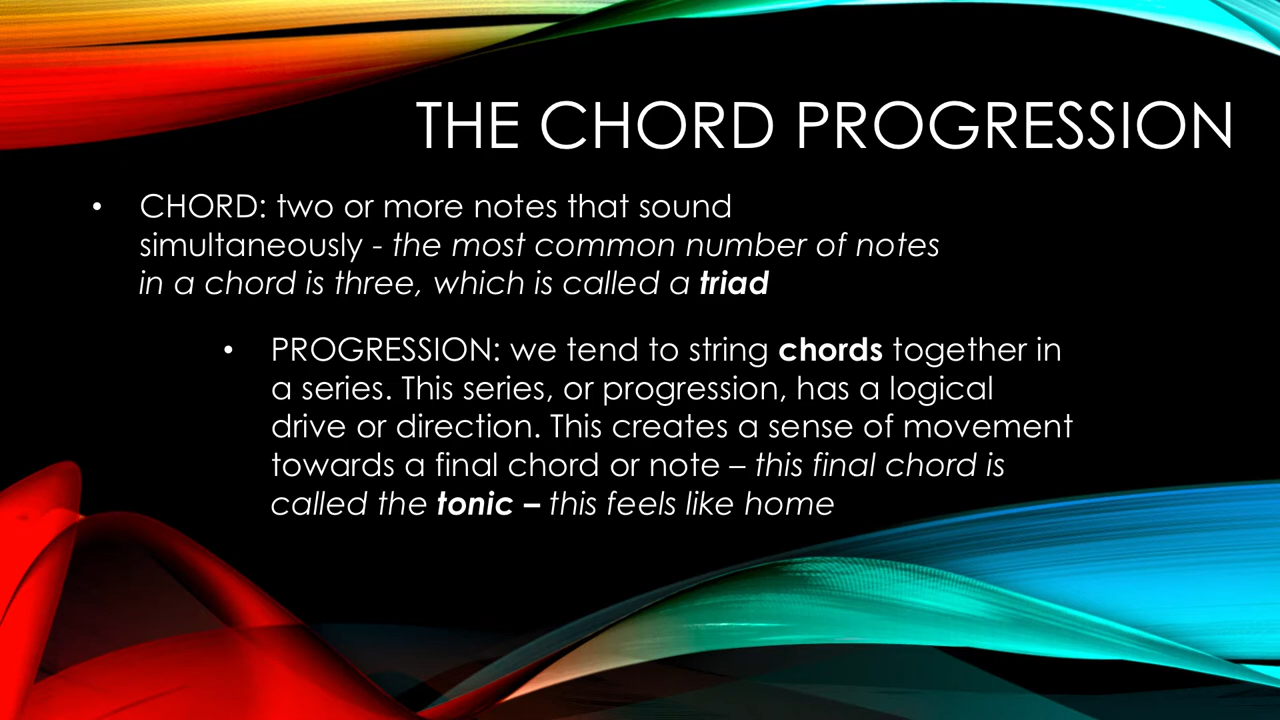 THE CHORD PROGRESSION
• CHORD: two or more notes that sound
simultaneously - the most common number of notes
in a chord is three, which is called a triad
• PROGRESSION: we tend to string chords together in
a series. This series, or progression, has a logical
drive or direction. This creates a sense of movement
towards a final chord or note – this final chord is
called the tonic – this feels like home